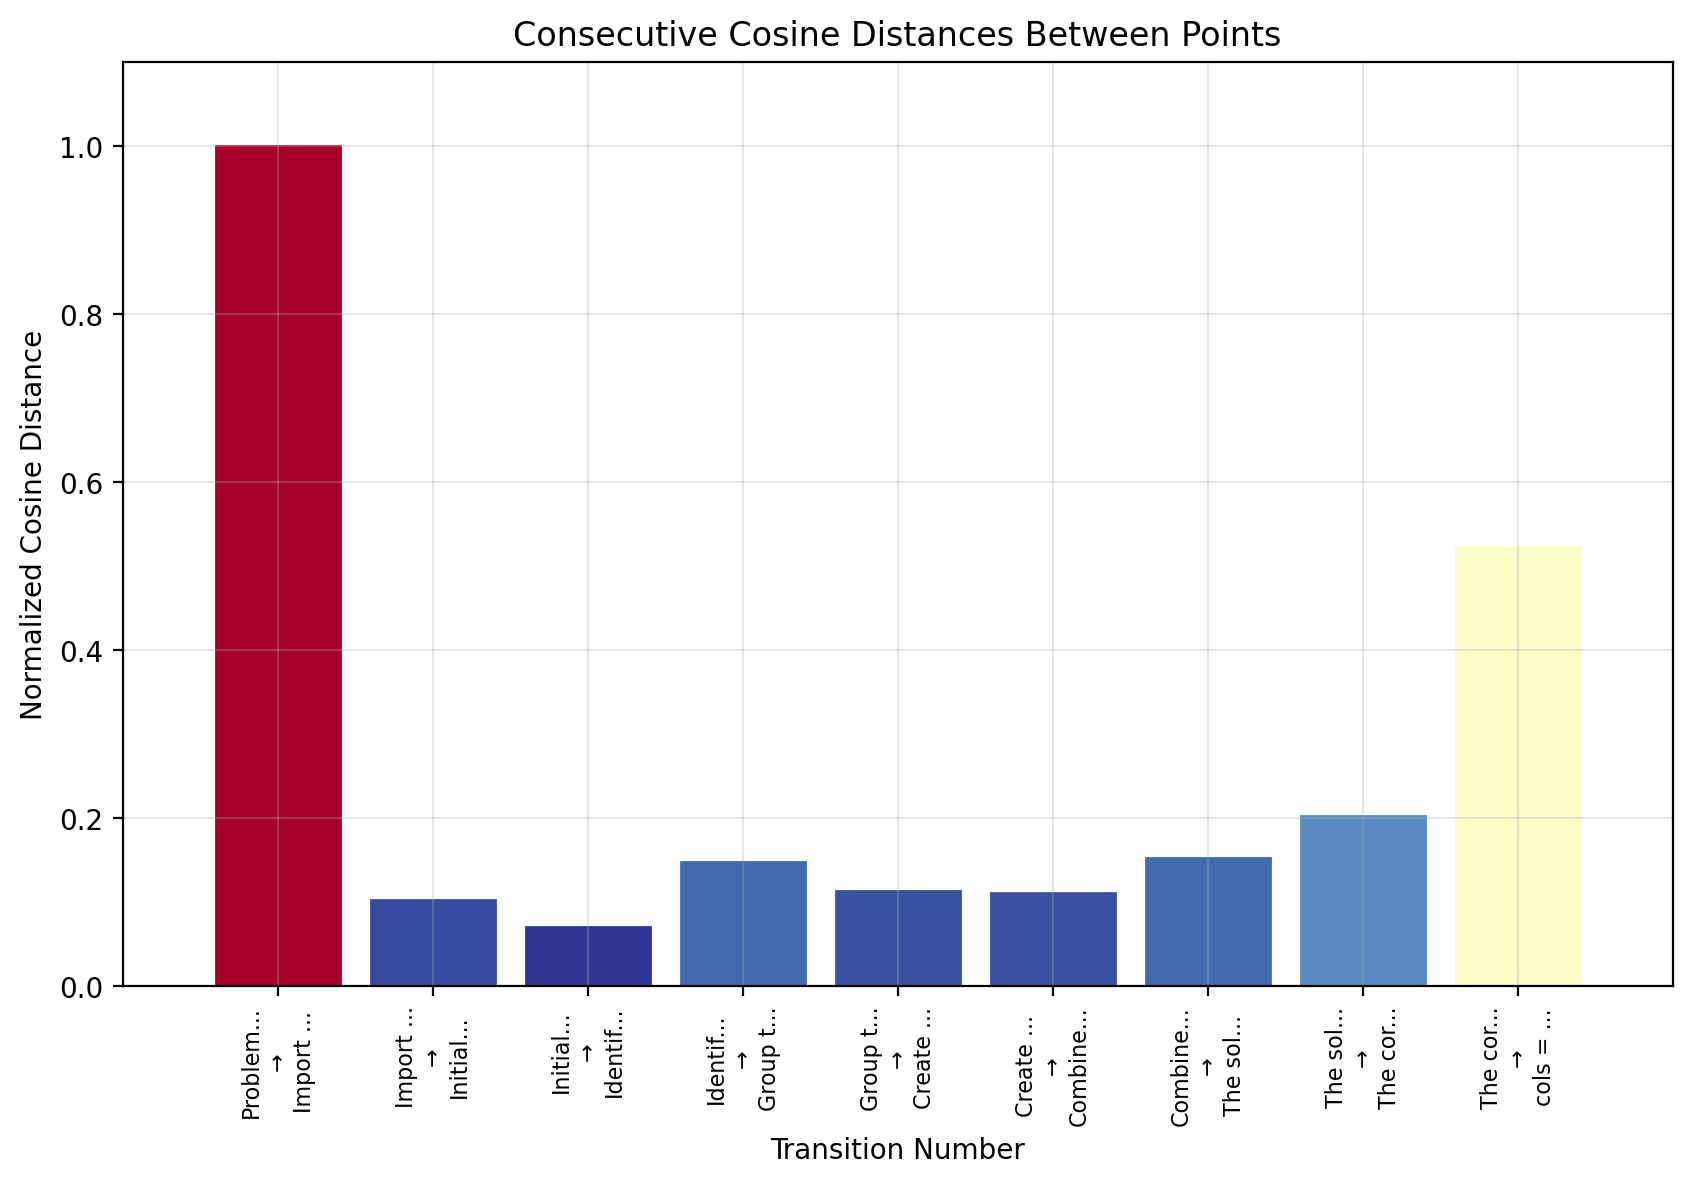 Consecutive Cosine Distances Between Points
Normalized Cosine Distance
1.0
0.8
0.6
0.4
0.2
0.0
Problem...
→
Import ...
Import ...
→
Initial...
Initial...
→
Identif...
Identif...
→
Group t...
Group t...
→
Create ...
Create ...
→
Combine...
Combine...
→
The sol...
The sol...
→
The cor...
The cor...
→
cols = ...
Transition Number